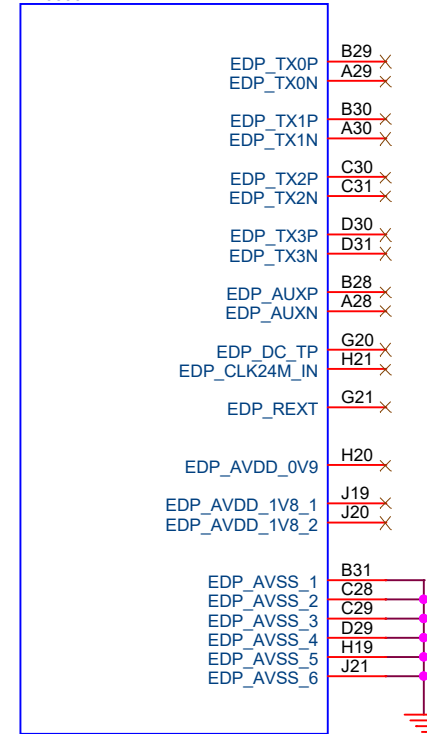 EDP_TX0P B29
EDP_TX0N A29
EDP_TX1P B30
EDP_TX1N A30
EDP_TX2P C30
EDP_TX2N C31
EDP_TX3P D30
EDP_TX3N D31
EDP_AUXP B28
EDP_AUXN A28
EDP_DC_TP G20
EDP_CLK24M_IN H21
EDP_REXT G21
EDP_AVDD_0V9 H20
EDP_AVDD_1V8_1 J19
EDP_AVDD_1V8_2 J20
EDP_AVSS_1 B31
EDP_AVSS_2 C28
EDP_AVSS_3 C29
EDP_AVSS_4 D29
EDP_AVSS_5 H19
EDP_AVSS_6 J21